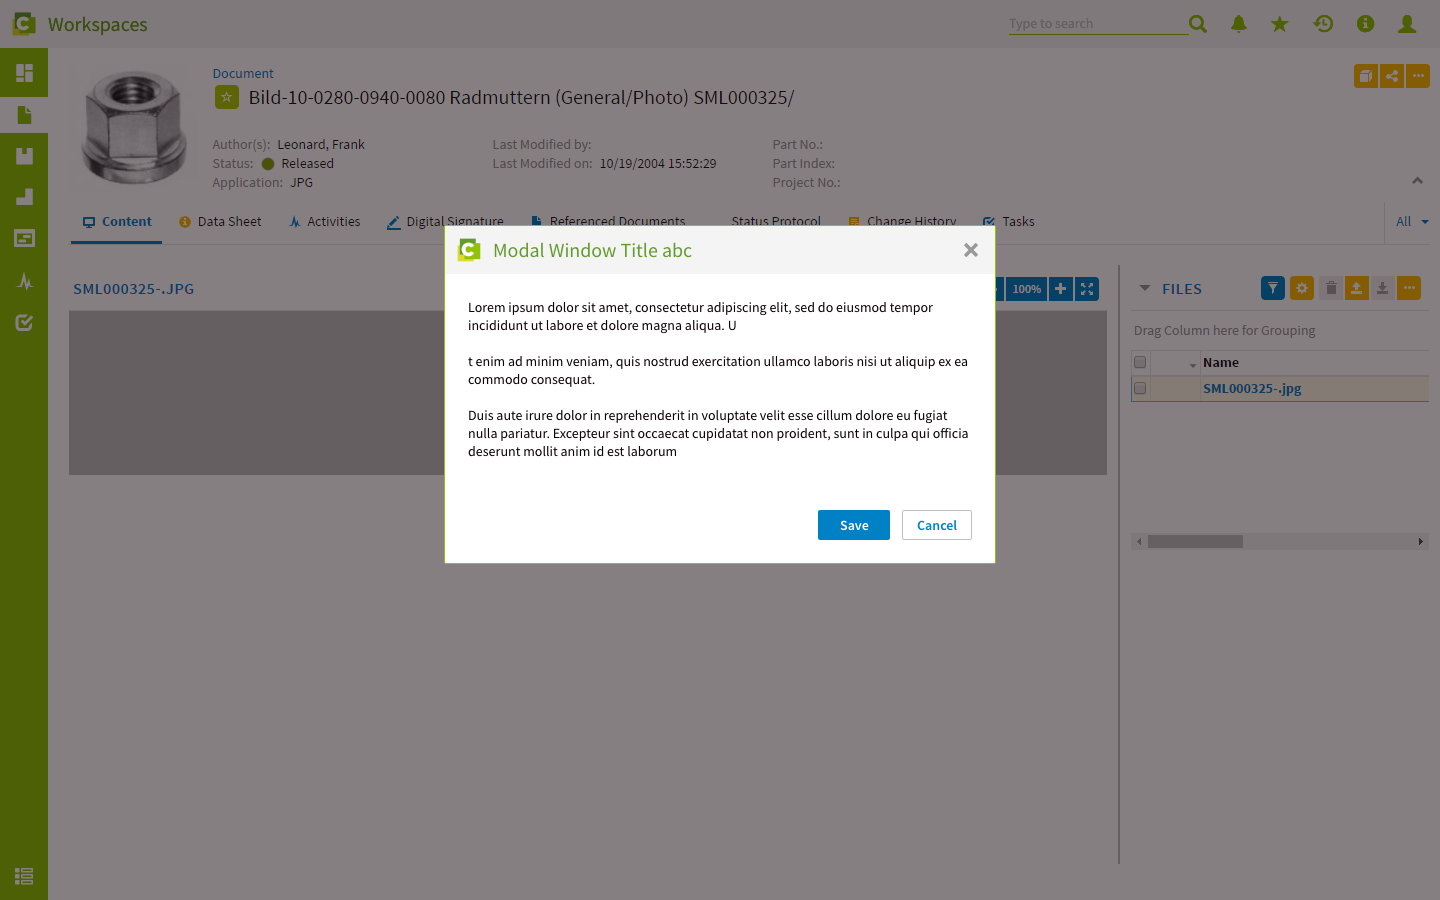 Workspaces
Type to search
Document
Bild-10-0280-0940-0080 Radmuttern (General/Photo) SML000325/
Author(s): Leonard, Frank
Last Modified by:
Part No.:
Status: Released
Last Modified on: 10/19/2004 15:52:29
Part Index:
Application: JPG
Project No.:
Content
Data Sheet
Activities
Digital Signature
Referenced Documents
Status Protocol
Change History
Tasks
All
Modal Window Title abc
SML000325-.JPG
100%
FILES
Lorem ipsum dolor sit amet, consectetur adipiscing elit, sed do eiusmod tempor
incididunt ut labore et dolore magna aliqua. U
t enim ad minim veniam, quis nostrud exercitation ullamco laboris nisi ut aliquip ex ea
commodo consequat.
Duis aute irure dolor in reprehenderit in voluptate velit esse cillum dolore eu fugiat
nulla pariatur. Excepteur sint occaecat cupidatat non proident, sunt in culpa qui officia
deserunt mollit anim id est laborum
Save
Cancel
Drag Column here for Grouping
Name
SML000325-.jpg